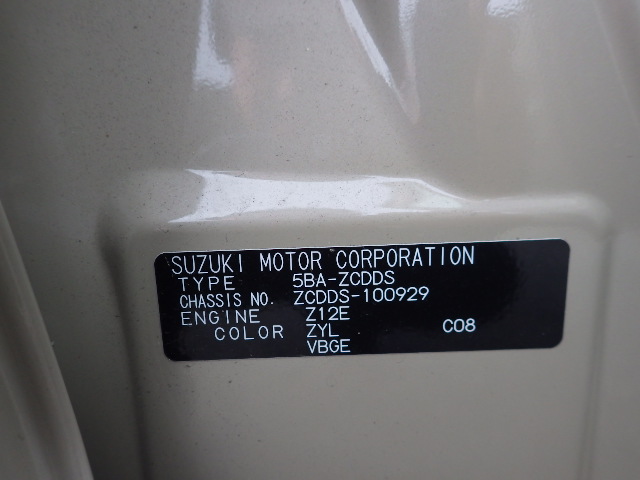 SUZUKI MOTOR CORPORATION
TYPE 5BA-ZCDDS
CHASSIS NO. ZCDDS-100929
ENGINE Z12E
COLOR ZYL C08
VBGE